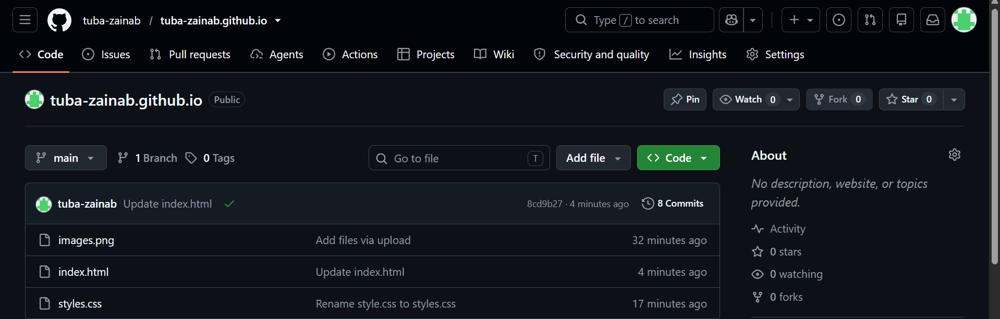 tuba-zainab / tuba-zainab.github.io
Type / to search
Code Issues Pull requests Agents Actions Projects Wiki Security and quality Insights Settings
tuba-zainab.github.io Public
Pin Watch 0 Fork 0 Star 0
main 1 Branch 0 Tags Go to file T Add file Code
tuba-zainab Update index.html 8cd9b27 · 4 minutes ago 8 Commits
images.png Add files via upload 32 minutes ago
index.html Update index.html 4 minutes ago
styles.css Rename style.css to styles.css 17 minutes ago
About
No description, website, or topics
provided.
Activity
0 stars
0 watching
0 forks